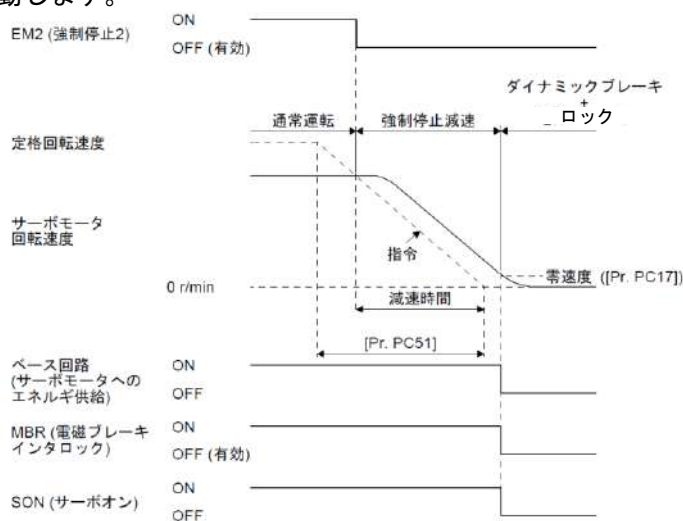 動します。
EM2 (強制停止2)
ON
OFF (有効)
ダイナミックブレーキ
+
ロック
通常運転
強制停止減速
定格回転速度
サーボモータ
回転速度
指令
零速度 ([Pr. PC17])
0 r/min
減速時間
[Pr. PC51]
ベース回路
(サーボモータへの
エネルギ供給)
ON
OFF
MBR (電磁ブレーキ
インタロック)
ON
OFF (有効)
SON (サーボオン)
ON
OFF